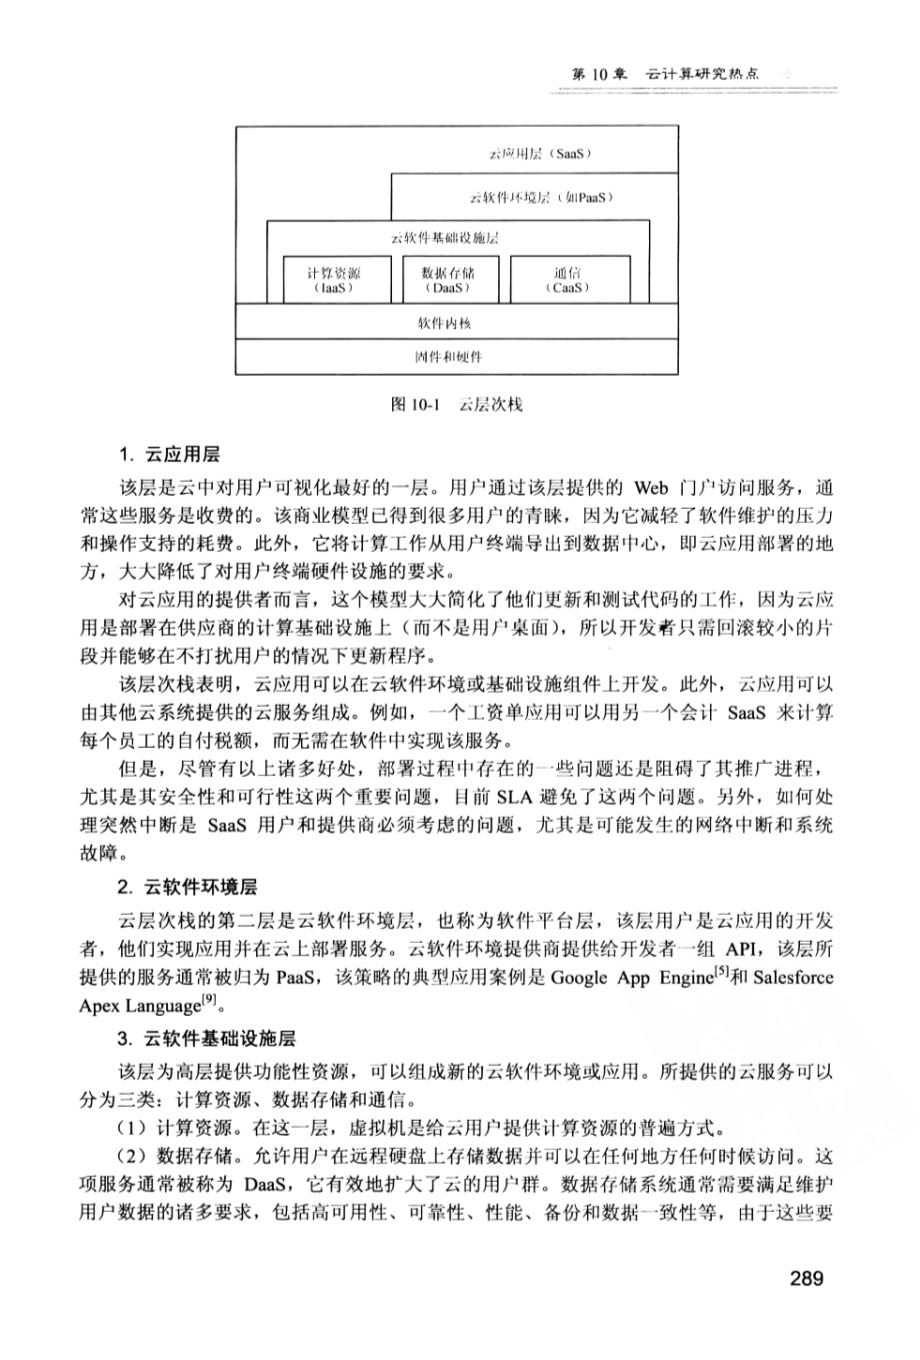 第 10 章 云计算研究热点
云应用层（SaaS）
云软件环境层（如PaaS）
云软件基础设施层
计算资源
（IaaS）
数据存储
（DaaS）
通信
（CaaS）
软件内核
固件和硬件
图 10-1 云层次栈
1. 云应用层
该层是云中对用户可视化最好的一层。用户通过该层提供的 Web 门户访问服务，通
常这些服务是收费的。该商业模型已得到很多用户的青睐，因为它减轻了软件维护的压力
和操作支持的耗费。此外，它将计算工作从用户终端导出到数据中心，即云应用部署的地
方，大大降低了对用户终端硬件设施的要求。
对云应用的提供者而言，这个模型大大简化了他们更新和测试代码的工作，因为云应
用是部署在供应商的计算基础设施上（而不是用户桌面），所以开发者只需回滚较小的片
段并能够在不打扰用户的情况下更新程序。
该层次栈表明，云应用可以在云软件环境或基础设施组件上开发。此外，云应用可以
由其他云系统提供的云服务组成。例如，一个工资单应用可以用另一个会计 SaaS 来计算
每个员工的自付税额，而无需在软件中实现该服务。
但是，尽管有以上诸多好处，部署过程中存在的一些问题还是阻碍了其推广进程，
尤其是其安全性和可行性这两个重要问题，目前 SLA 避免了这两个问题。另外，如何处
理突然中断是 SaaS 用户和提供商必须考虑的问题，尤其是可能发生的网络中断和系统
故障。
2. 云软件环境层
云层次栈的第二层是云软件环境层，也称为软件平台层，该层用户是云应用的开发
者，他们实现应用并在云上部署服务。云软件环境提供商提供给开发者一组 API，该层所
提供的服务通常被归为 PaaS，该策略的典型应用案例是 Google App Engine[5]和 Salesforce
Apex Language[9]。
3. 云软件基础设施层
该层为高层提供功能性资源，可以组成新的云软件环境或应用。所提供的云服务可以
分为三类：计算资源、数据存储和通信。
（1）计算资源。在这一层，虚拟机是给云用户提供计算资源的普遍方式。
（2）数据存储。允许用户在远程硬盘上存储数据并可以在任何地方任何时候访问。这
项服务通常被称为 DaaS，它有效地扩大了云的用户群。数据存储系统通常需要满足维护
用户数据的诸多要求，包括高可用性、可靠性、性能、备份和数据一致性等，由于这些要
289